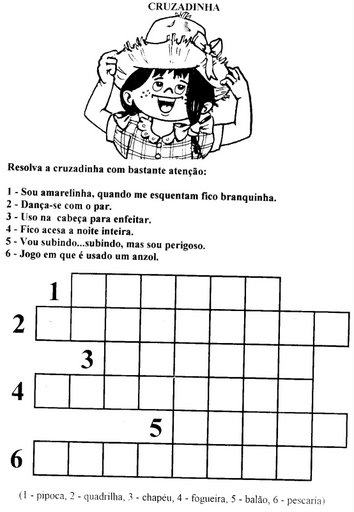 CRUZADINHA
Resolva a cruzadinha com bastante atenção:
1 - Sou amarelinha, quando me esquentam fico branquinha.
2 - Dança-se com o par.
3 - Uso na cabeça para enfeitar.
4 - Fico acesa a noite inteira.
5 - Vou subindo...subindo, mas sou perigoso.
6 - Jogo em que é usado um anzol.
1
2
3
4
5
6
(1 - pipoca, 2 - quadrilha, 3 - chapéu, 4 - fogueira, 5 - balão, 6 - pescaria)